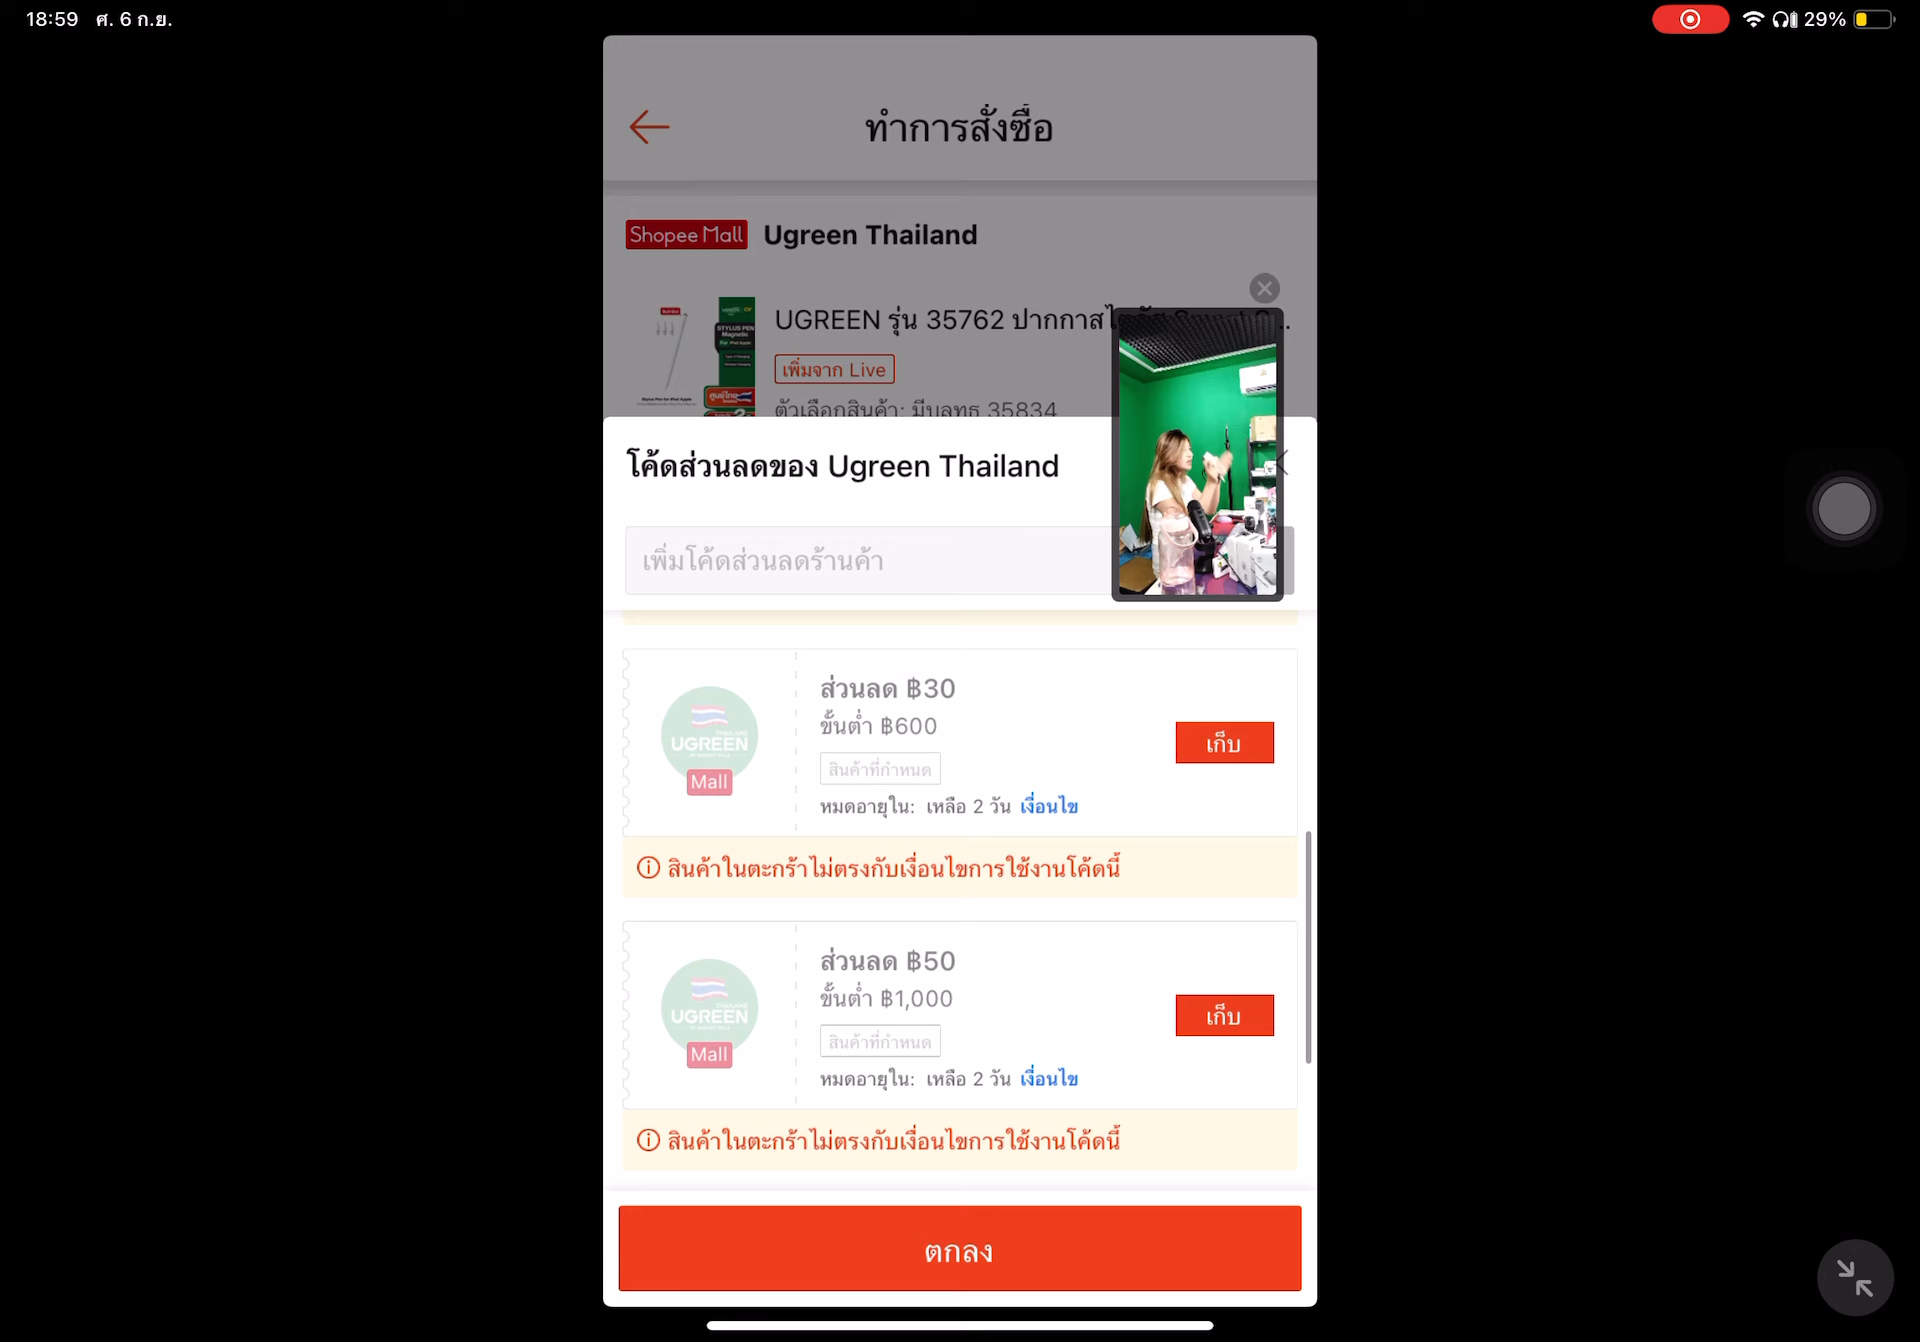 18:59 ศ. 6 ก.ย.
29%
ทำการสั่งซื้อ
Shopee Mall Ugreen Thailand
UGREEN รุ่น 35762 ปากกาส
เพิ่มจาก Live
ตัวเลือกสินค้า: มีบลูทธ 35834
STYLUS PEN
Magnetic
โค้ดส่วนลดของ Ugreen Thailand
เพิ่มโค้ดส่วนลดร้านค้า
ส่วนลด ฿30
ขั้นต่ำ ฿600
สินค้าที่กำหนด
หมดอายุใน: เหลือ 2 วัน เงื่อนไข
เก็บ
THAILAND
UGREEN
Mall
สินค้าในตะกร้าไม่ตรงกับเงื่อนไขการใช้งานโค้ดนี้
ส่วนลด ฿50
ขั้นต่ำ ฿1,000
สินค้าที่กำหนด
หมดอายุใน: เหลือ 2 วัน เงื่อนไข
เก็บ
THAILAND
UGREEN
Mall
สินค้าในตะกร้าไม่ตรงกับเงื่อนไขการใช้งานโค้ดนี้
ตกลง